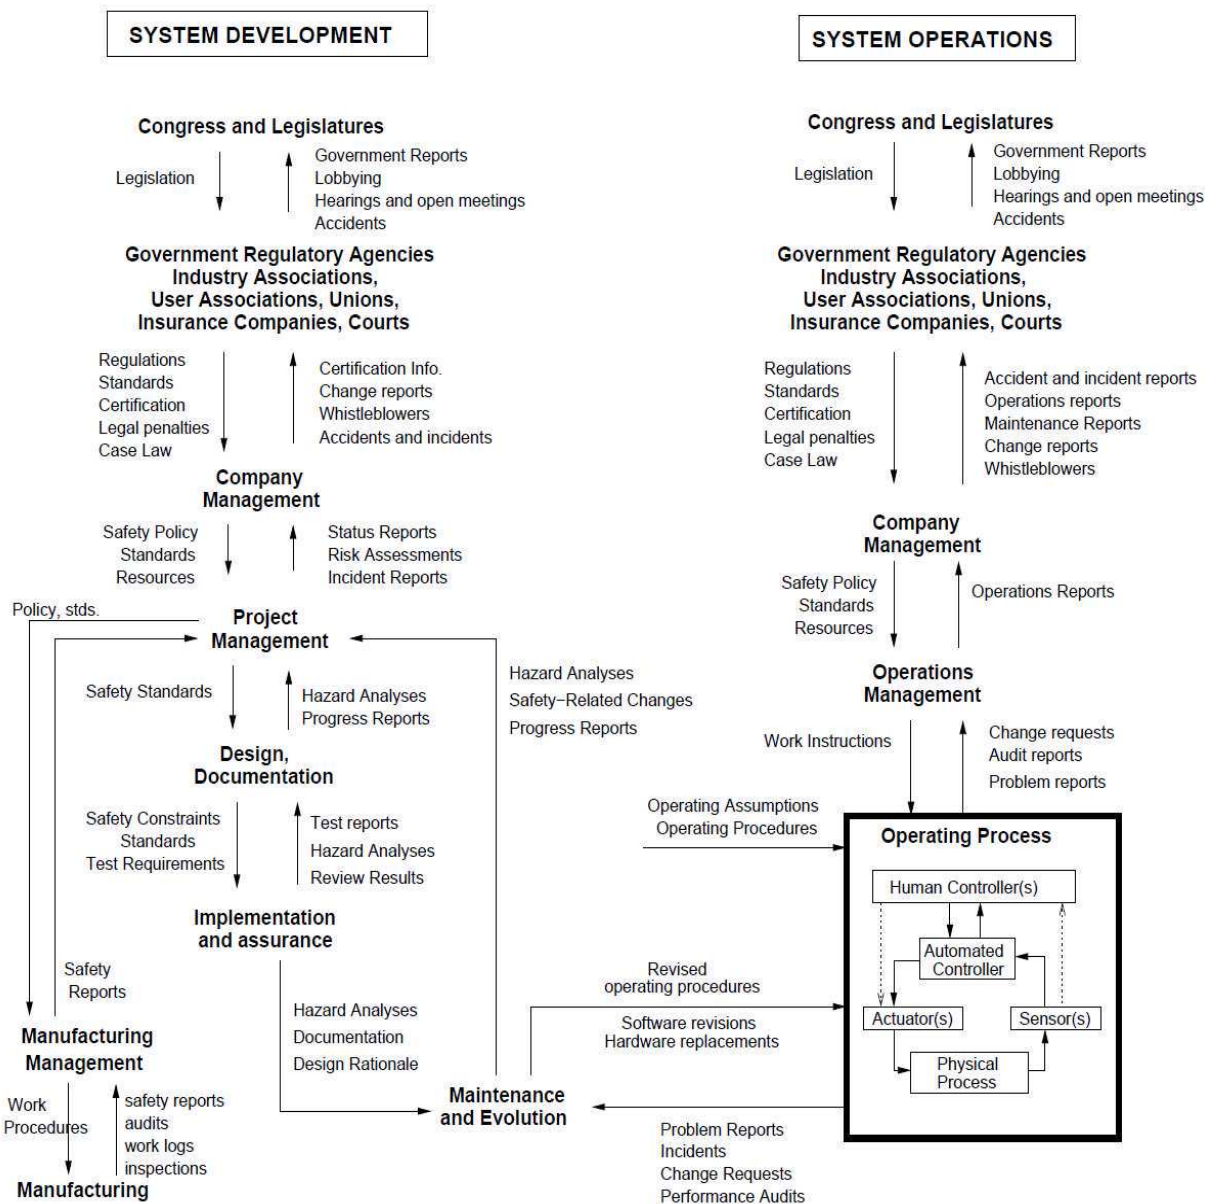 SYSTEM DEVELOPMENT
Congress and Legislatures
Legislation
Government Reports
Lobbying
Hearings and open meetings
Accidents
Government Regulatory Agencies
Industry Associations,
User Associations, Unions,
Insurance Companies, Courts
Regulations
Standards
Certification
Legal penalties
Case Law
Certification Info.
Change reports
Whistleblowers
Accidents and incidents
Company
Management
Safety Policy
Standards
Resources
Status Reports
Risk Assessments
Incident Reports
Policy, stds.
Project
Management
Safety Standards
Hazard Analyses
Progress Reports
Hazard Analyses
Safety-Related Changes
Progress Reports
Design,
Documentation
Safety Constraints
Standards
Test Requirements
Test reports
Hazard Analyses
Review Results
Implementation
and assurance
Safety
Reports
Hazard Analyses
Documentation
Design Rationale
Manufacturing
Management
Work
Procedures
safety reports
audits
work logs
inspections
Manufacturing
Maintenance
and Evolution
SYSTEM OPERATIONS
Congress and Legislatures
Legislation
Government Reports
Lobbying
Hearings and open meetings
Accidents
Government Regulatory Agencies
Industry Associations,
User Associations, Unions,
Insurance Companies, Courts
Regulations
Standards
Certification
Legal penalties
Case Law
Accident and incident reports
Operations reports
Maintenance Reports
Change reports
Whistleblowers
Company
Management
Safety Policy
Standards
Resources
Operations Reports
Operations
Management
Work Instructions
Change requests
Audit reports
Problem reports
Operating Assumptions
Operating Procedures
Operating Process
Human Controller(s)
Automated
Controller
Actuator(s)
Sensor(s)
Physical
Process
Revised
operating procedures
Software revisions
Hardware replacements
Problem Reports
Incidents
Change Requests
Performance Audits